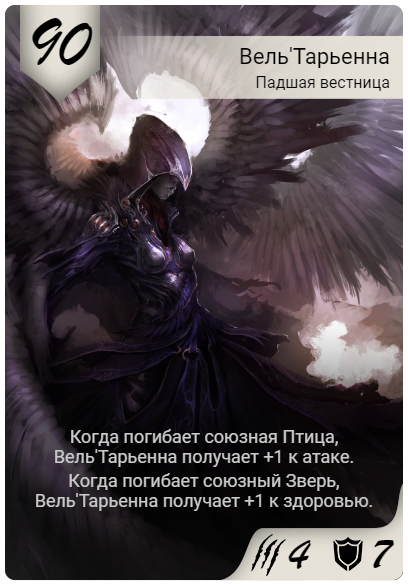 90
Вель'Тарьенна
Падшая вестница
Когда погибает союзная Птица,
Вель'Тарьенна получает +1 к атаке.
Когда погибает союзный Зверь,
Вель'Тарьенна получает +1 к здоровью.
4 7